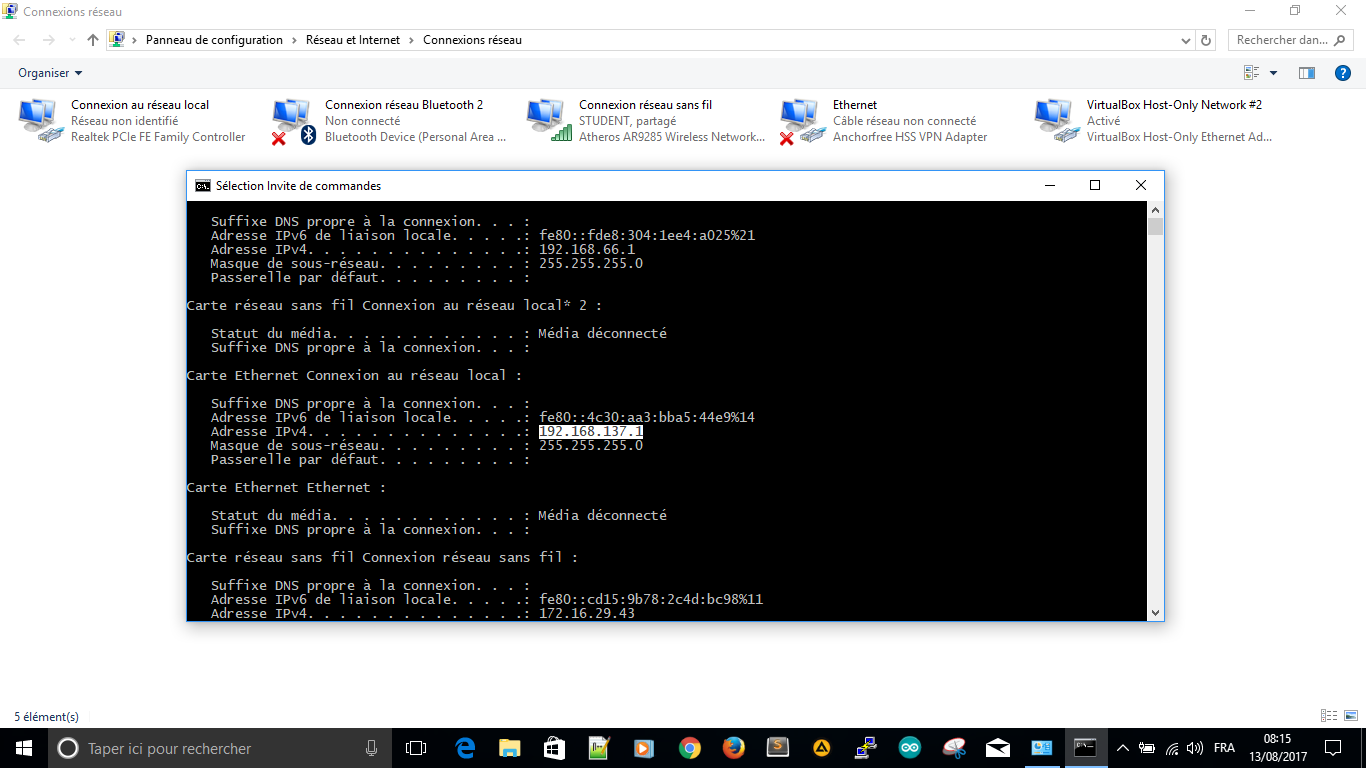 Connexions réseau
Panneau de configuration > Réseau et Internet > Connexions réseau
Rechercher dan...
Organiser
Connexion au réseau local
Réseau non identifié
Realtek PCIe FE Family Controller
Connexion réseau Bluetooth 2
Non connecté
Bluetooth Device (Personal Area ...
Connexion réseau sans fil
STUDENT, partagé
Atheros AR9285 Wireless Network...
Ethernet
Câble réseau non connecté
Anchorfree HSS VPN Adapter
VirtualBox Host-Only Network #2
Activé
VirtualBox Host-Only Ethernet Ad...
Sélection Invite de commandes
Suffixe DNS propre à la connexion. . . :
Adresse IPv6 de liaison locale. . . . .: fe80::fde8:304:1ee4:a025%21
Adresse IPv4. . . . . . . . . . . . . .: 192.168.66.1
Masque de sous-réseau. . . . . . . . . : 255.255.255.0
Passerelle par défaut. . . . . . . . . :
Carte réseau sans fil Connexion au réseau local* 2 :
Statut du média. . . . . . . . . . . . : Média déconnecté
Suffixe DNS propre à la connexion. . . :
Carte Ethernet Connexion au réseau local :
Suffixe DNS propre à la connexion. . . :
Adresse IPv6 de liaison locale. . . . .: fe80::4c30:aa3:bba5:44e9%14
Adresse IPv4. . . . . . . . . . . . . .: 192.168.137.1
Masque de sous-réseau. . . . . . . . . : 255.255.255.0
Passerelle par défaut. . . . . . . . . :
Carte Ethernet Ethernet :
Statut du média. . . . . . . . . . . . : Média déconnecté
Suffixe DNS propre à la connexion. . . :
Carte réseau sans fil Connexion réseau sans fil :
Suffixe DNS propre à la connexion. . . :
Adresse IPv6 de liaison locale. . . . .: fe80::cd15:9b78:2c4d:bc98%11
Adresse IPv4. . . . . . . . . . . . . .: 172.16.29.43
5 élément(s)
Taper ici pour rechercher
FRA
08:15
13/08/2017